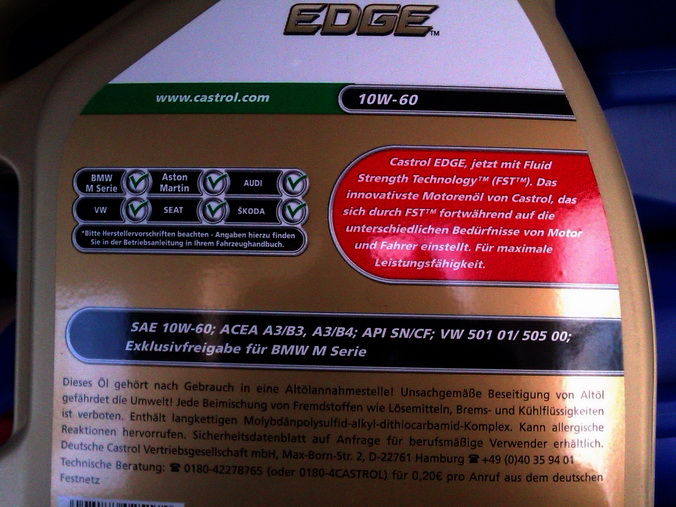 EDGE™
www.castrol.com
10W-60
BMW M Serie
Aston Martin
AUDI
VW
SEAT
ŠKODA
*Bitte Herstellervorschriften beachten - Angaben hierzu finden
Sie in der Betriebsanleitung in Ihrem Fahrzeughandbuch.
Castrol EDGE, jetzt mit Fluid
Strength Technology™ (FST™). Das
innovativste Motorenöl von Castrol, das
sich durch FST™ fortwährend auf die
unterschiedlichen Bedürfnisse von Motor
und Fahrer einstellt. Für maximale
Leistungsfähigkeit.
SAE 10W-60; ACEA A3/B3, A3/B4; API SN/CF; VW 501 01/ 505 00;
Exklusivfreigabe für BMW M Serie
Dieses Öl gehört nach Gebrauch in eine Altölannahmestelle! Unsachgemäße Beseitigung von Altöl
gefährdet die Umwelt! Jede Beimischung von Fremdstoffen wie Lösemitteln, Brems- und Kühlflüssigkeiten
ist verboten. Enthält langkettigen Molybdänpolysulfid-alkyl-dithiocarbamid-Komplex. Kann allergische
Reaktionen hervorrufen. Sicherheitsdatenblatt auf Anfrage für berufsmäßige Verwender erhältlich.
Deutsche Castrol Vertriebsgesellschaft mbH, Max-Born-Str. 2, D-22761 Hamburg ☎ +49 (0)40 35 94 01
Technische Beratung: ☎ 0180-42278765 (oder 0180-4CASTROL) für 0,20€ pro Anruf aus dem deutschen
Festnetz